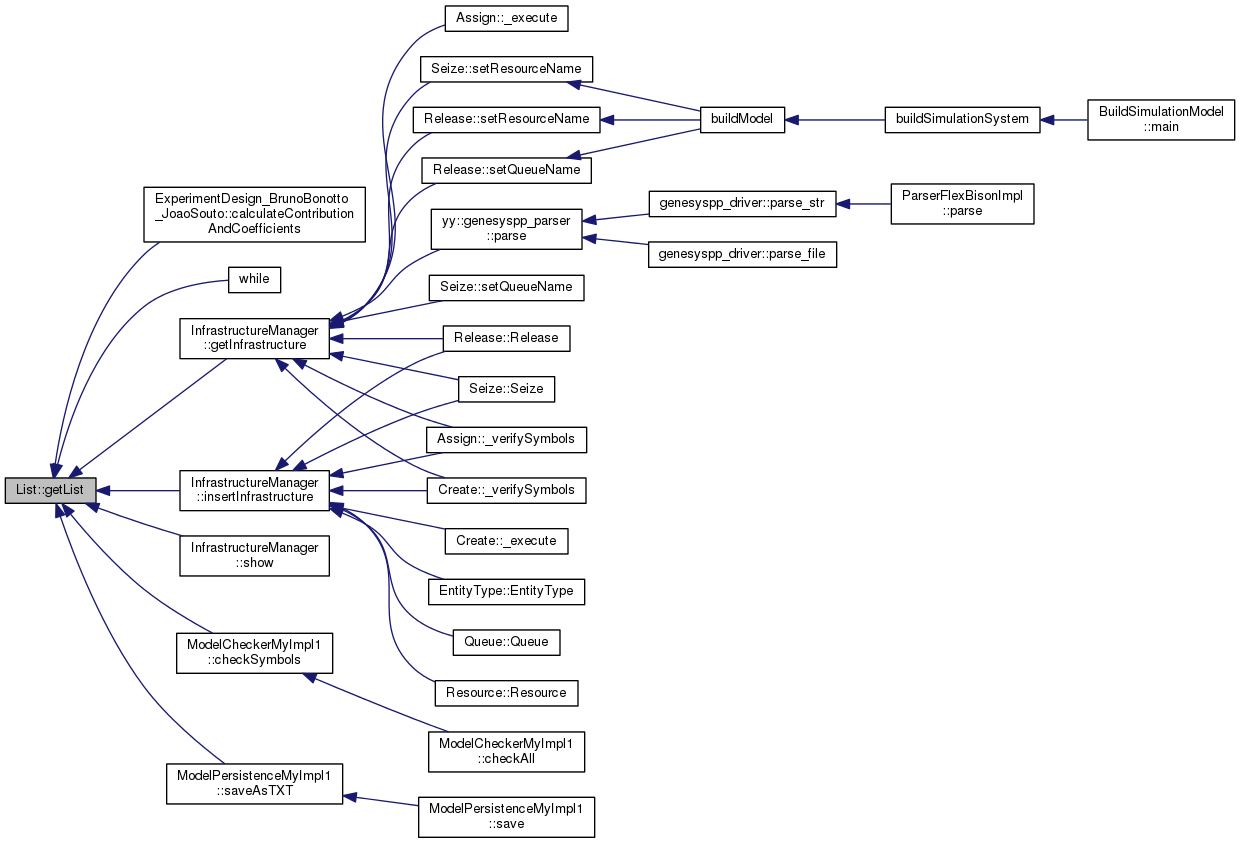 Assign::_execute
Seize::setResourceName
Release::setResourceName
buildModel
buildSimulationSystem
BuildSimulationModel
::main
Release::setQueueName
ExperimentDesign_BrunoBonotto
_JoaoSouto::calculateContribution
AndCoefficients
genesyspp_driver::parse_str
ParserFlexBisonImpl
::parse
yy::genesyspp_parser
::parse
genesyspp_driver::parse_file
while
Seize::setQueueName
InfrastructureManager
::getInfrastructure
Release::Release
Seize::Seize
Assign::_verifySymbols
List::getList
InfrastructureManager
::insertInfrastructure
Create::_verifySymbols
InfrastructureManager
::show
Create::_execute
EntityType::EntityType
Queue::Queue
ModelCheckerMyImpl1
::checkSymbols
Resource::Resource
ModelCheckerMyImpl1
::checkAll
ModelPersistenceMyImpl1
::saveAsTXT
ModelPersistenceMyImpl1
::save